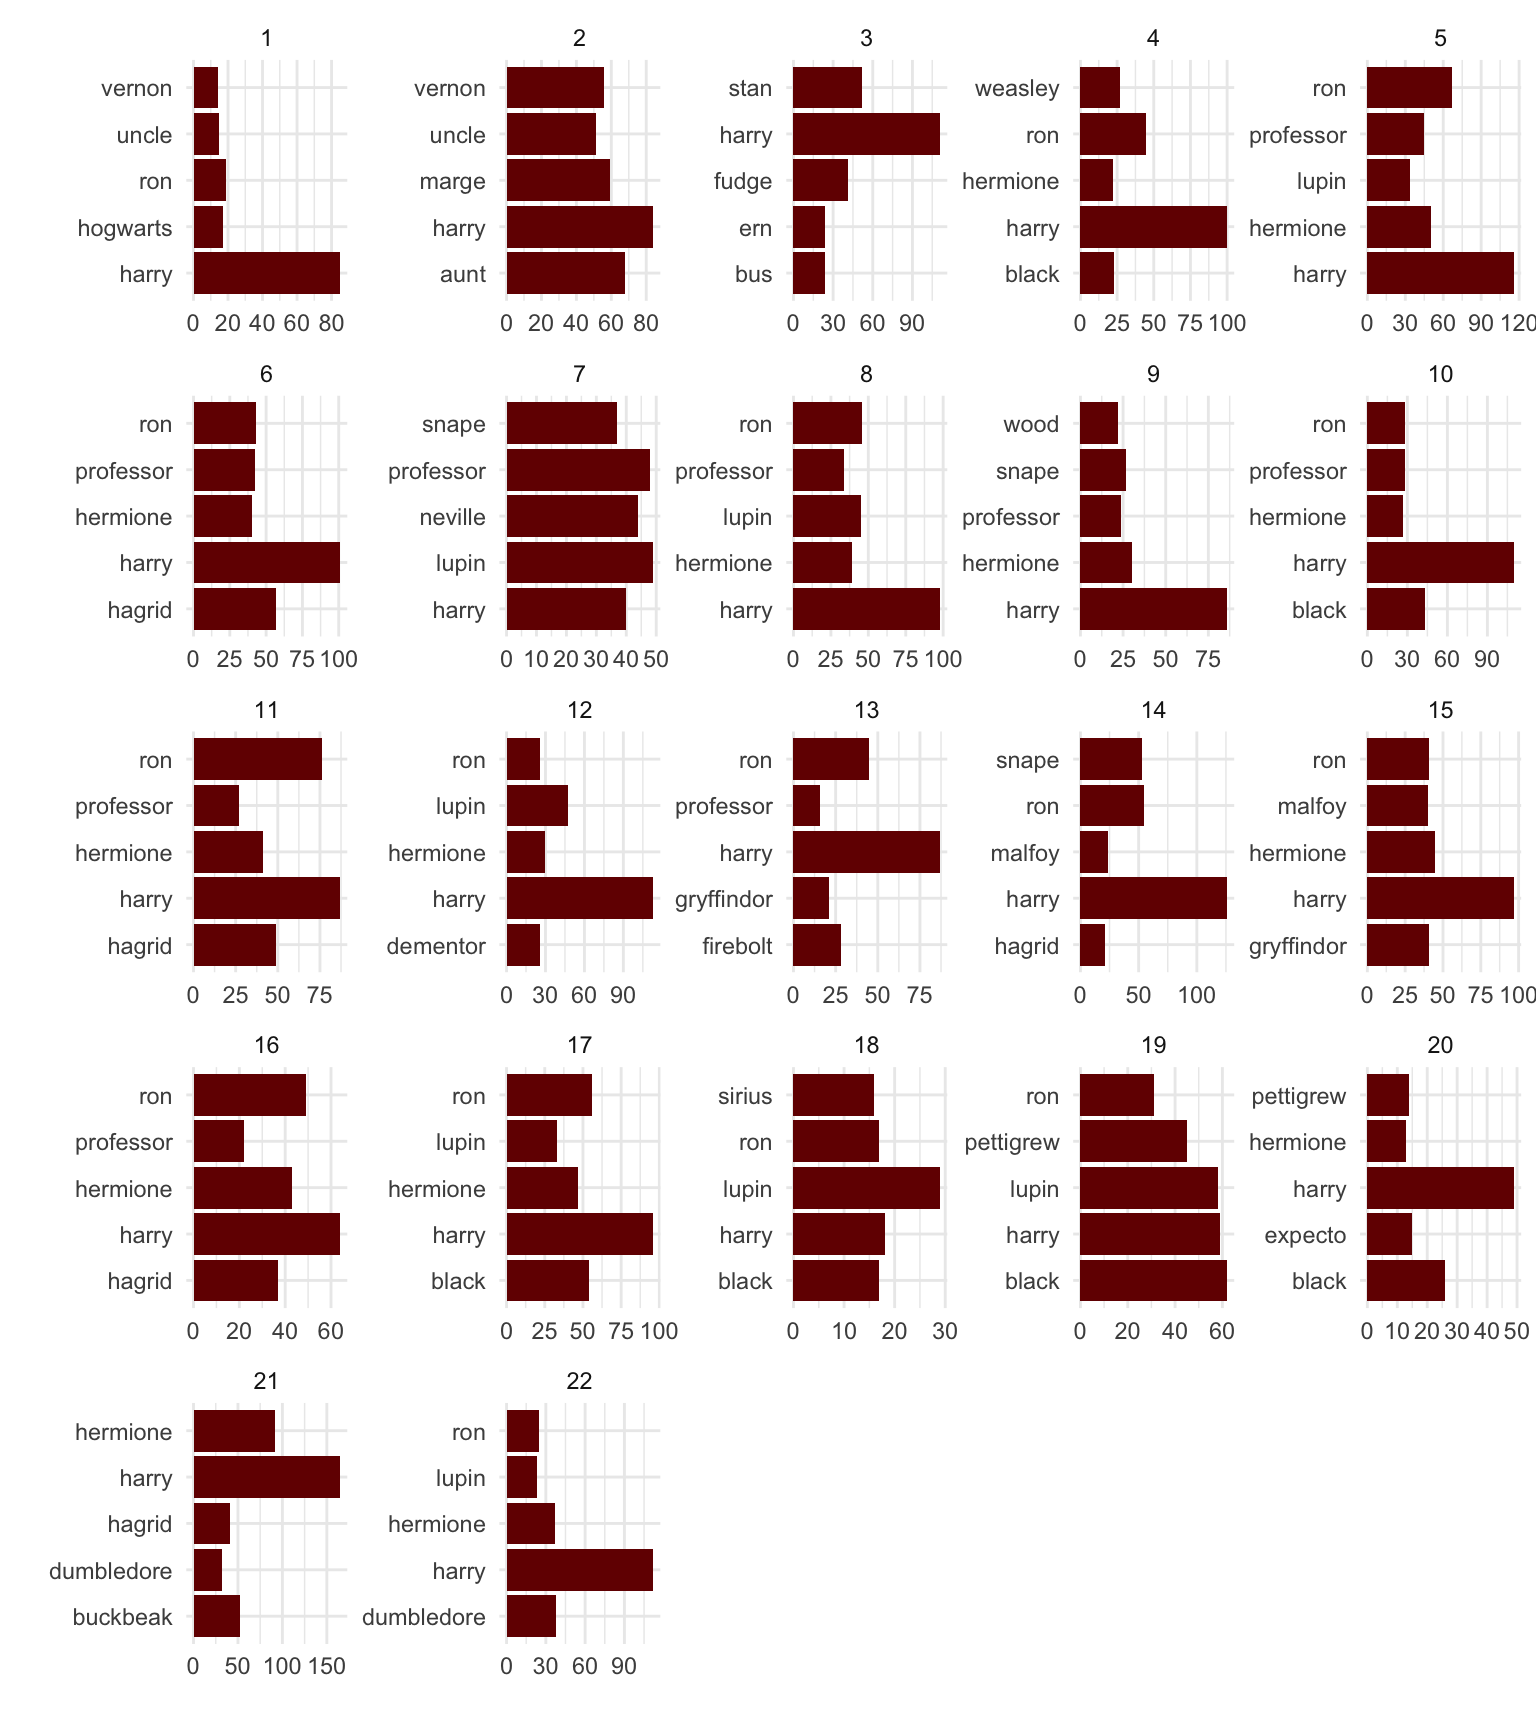 1 2 3 4 5
vernon vernon stan weasley ron
uncle uncle harry ron professor
ron marge fudge hermione lupin
hogwarts harry ern harry hermione
harry aunt bus black harry
0 20 40 60 80 0 20 40 60 80 0 30 60 90 0 25 50 75 100 0 30 60 90 120
6 7 8 9 10
ron snape ron wood ron
professor professor professor snape professor
hermione neville lupin professor hermione
harry lupin hermione hermione harry
hagrid harry harry harry black
0 25 50 75 100 0 10 20 30 40 50 0 25 50 75 100 0 25 50 75 0 30 60 90
11 12 13 14 15
ron ron ron snape ron
professor lupin professor ron malfoy
hermione hermione harry malfoy hermione
harry harry gryffindor harry harry
hagrid dementor firebolt hagrid gryffindor
0 25 50 75 0 30 60 90 0 25 50 75 0 50 100 0 25 50 75 100
16 17 18 19 20
ron ron sirius ron pettigrew
professor lupin ron pettigrew hermione
hermione hermione lupin lupin harry
harry harry harry harry expecto
hagrid black black black black
0 20 40 60 0 25 50 75 100 0 10 20 30 0 20 40 60 0 10 20 30 40 50
21 22
hermione ron
harry lupin
hagrid hermione
dumbledore harry
buckbeak dumbledore
0 50 100 150 0 30 60 90